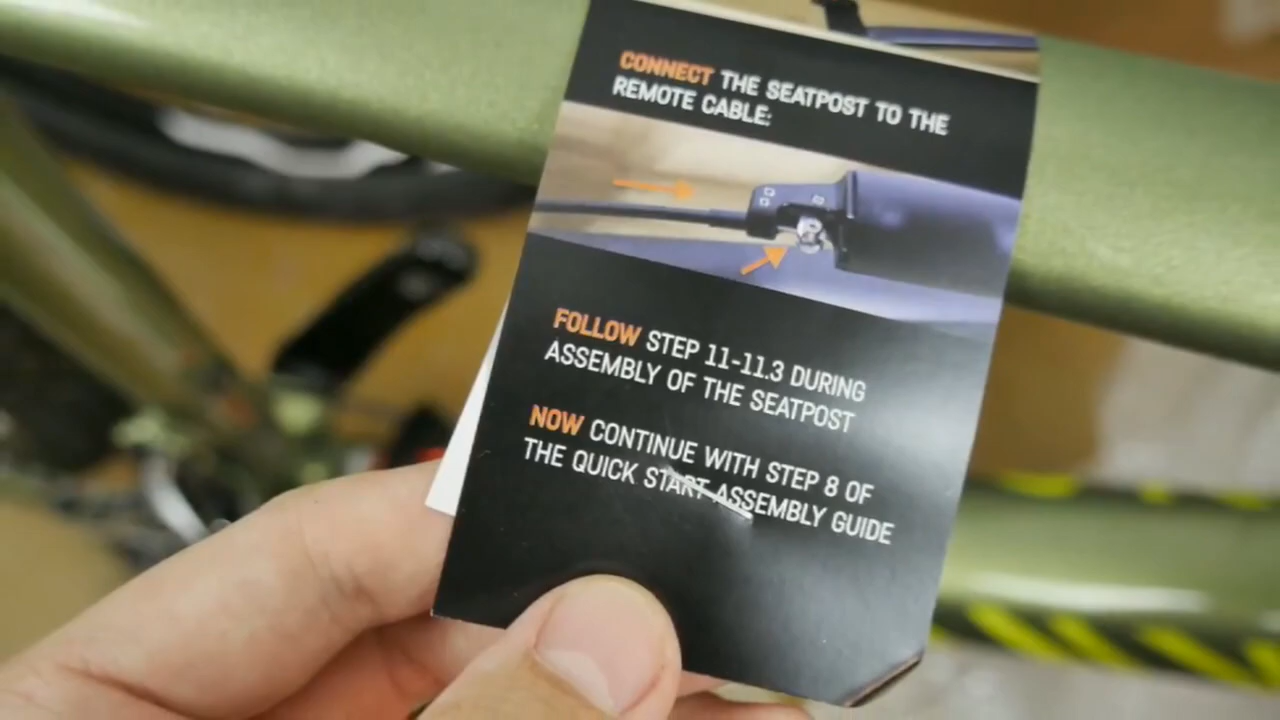 CONNECT THE SEATPOST TO THE
REMOTE CABLE:
FOLLOW STEP 11-11.3 DURING
ASSEMBLY OF THE SEATPOST
NOW CONTINUE WITH STEP 8 OF
THE QUICK START ASSEMBLY GUIDE